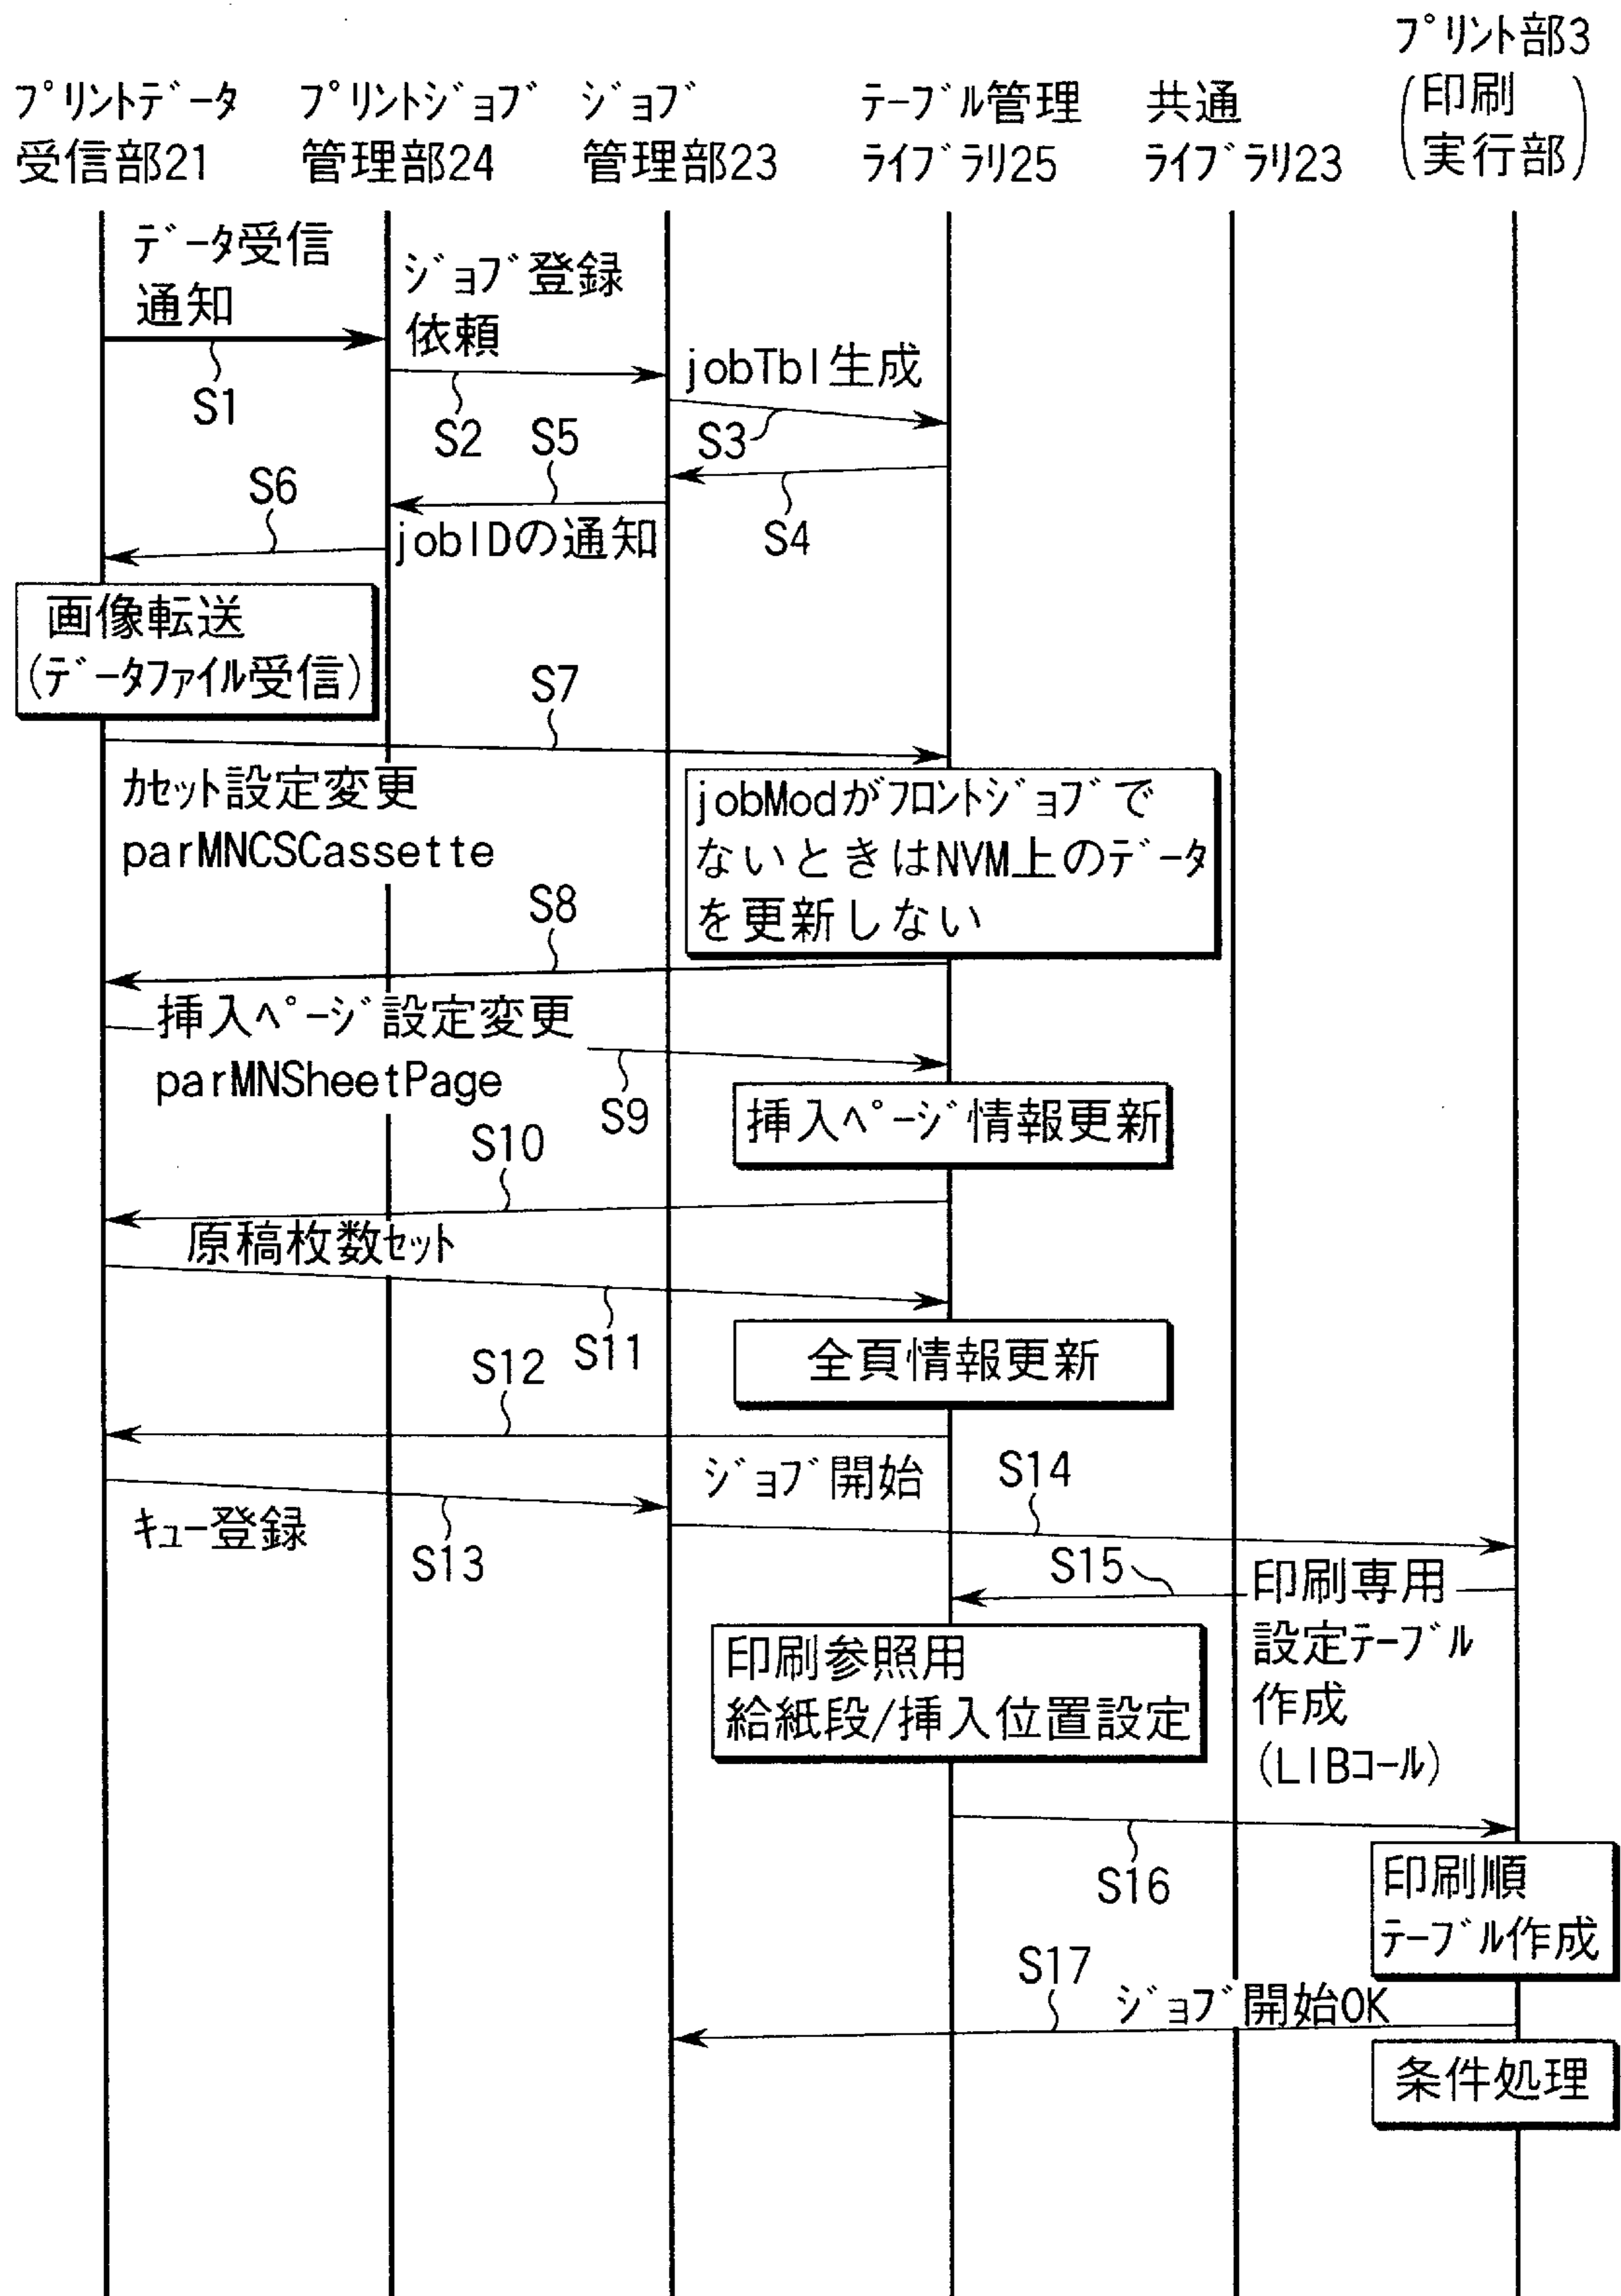 プリントデータ
受信部21
プリントジョブ
管理部24
ジョブ
管理部23
テーブル管理
ライブラリ25
共通
ライブラリ23
プリント部3
(印刷
実行部)
データ受信
通知
S1
ジョブ登録
依頼
S2
jobTbl生成
S3
S4
S5
jobIDの通知
S6
画像転送
(データファイル受信)
S7
カセット設定変更
parMNCSCassette
jobModがフロントジョブで
ないときはNVM上のデータ
を更新しない
S8
挿入ページ設定変更
parMNSheetPage
S9
挿入ページ情報更新
S10
原稿枚数セット
S11
全頁情報更新
S12
キュー登録
S13
ジョブ開始
S14
S15
印刷専用
設定テーブル
作成
(LIBコール)
印刷参照用
給紙段/挿入位置設定
S16
印刷順
テーブル作成
S17
ジョブ開始OK
条件処理